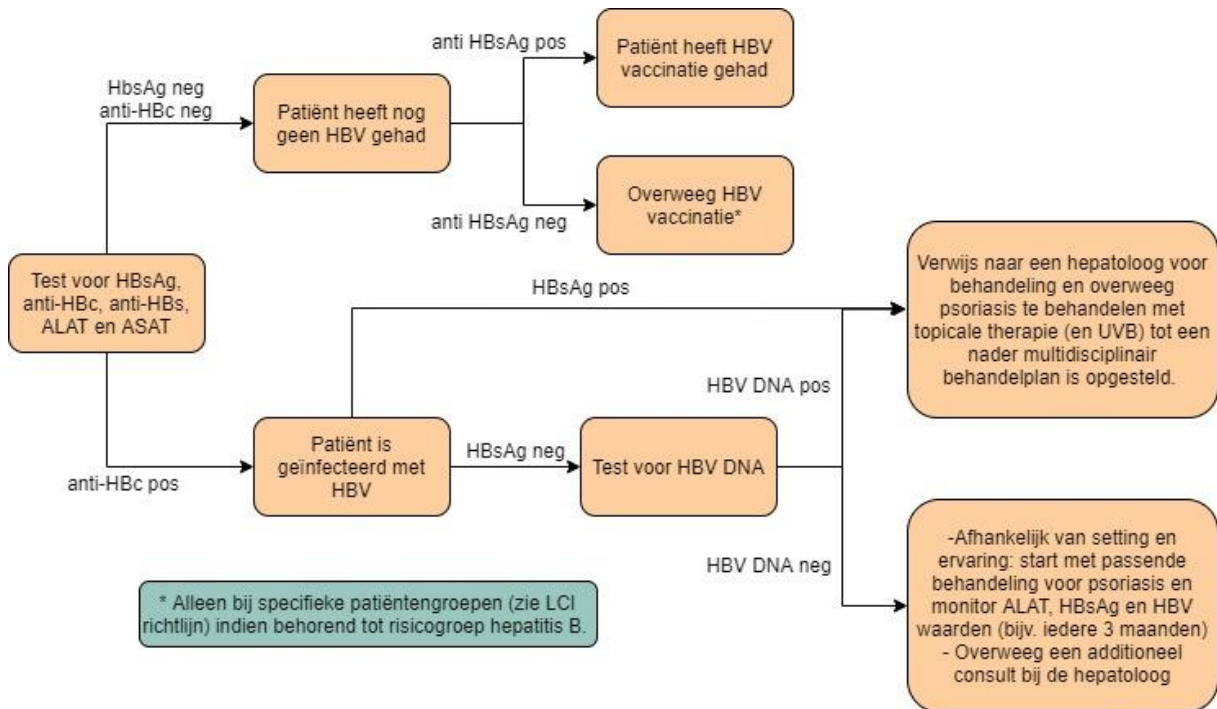 anti HBsAg pos
Patiënt heeft HBV
vaccinatie gehad
HbsAg neg
anti-HBc neg
Patiënt heeft nog
geen HBV gehad
Overweeg HBV
vaccinatie*
anti HBsAg neg
Test voor HBsAg,
anti-HBc, anti-HBs,
ALAT en ASAT
HBsAg pos
Verwijs naar een hepatoloog voor
behandeling en overweeg
psoriasis te behandelen met
topicale therapie (en UVB) tot een
nader multidisciplinair
behandelplan is opgesteld.
HBV DNA pos
Patiënt is
geïnfecteerd met
HBV
HBsAg neg
Test voor HBV DNA
anti-HBc pos
HBV DNA neg
-Afhankelijk van setting en
ervaring: start met passende
behandeling voor psoriasis en
monitor ALAT, HBsAg en HBV
waarden (bijv. iedere 3 maanden)
- Overweeg een additioneel
consult bij de hepatoloog
* Alleen bij specifieke patiëntengroepen (zie LCI
richtlijn) indien behorend tot risicogroep hepatitis B.